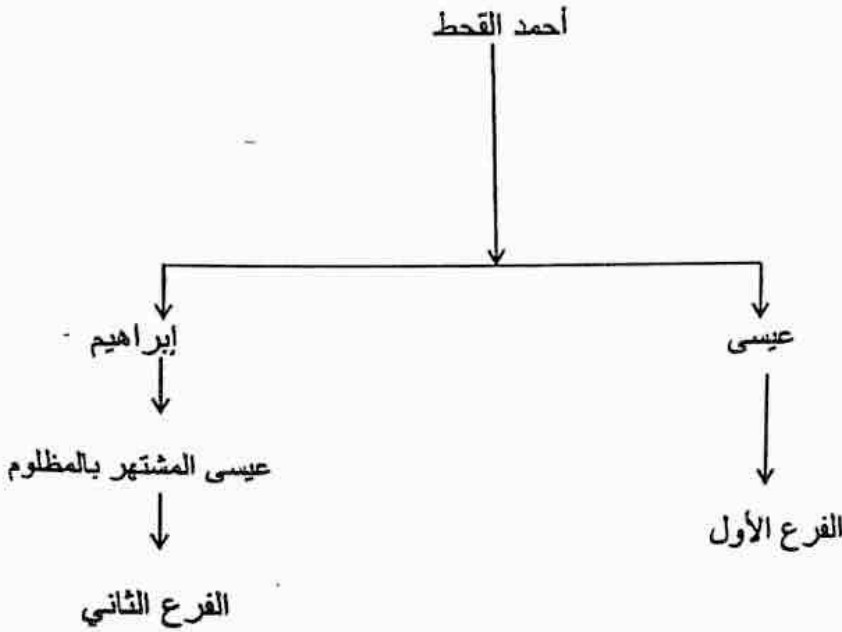 أحمد القحط
عيسى
إبراهيم
عيسى المشتهر بالمظلوم
الفرع الأول
الفرع الثاني